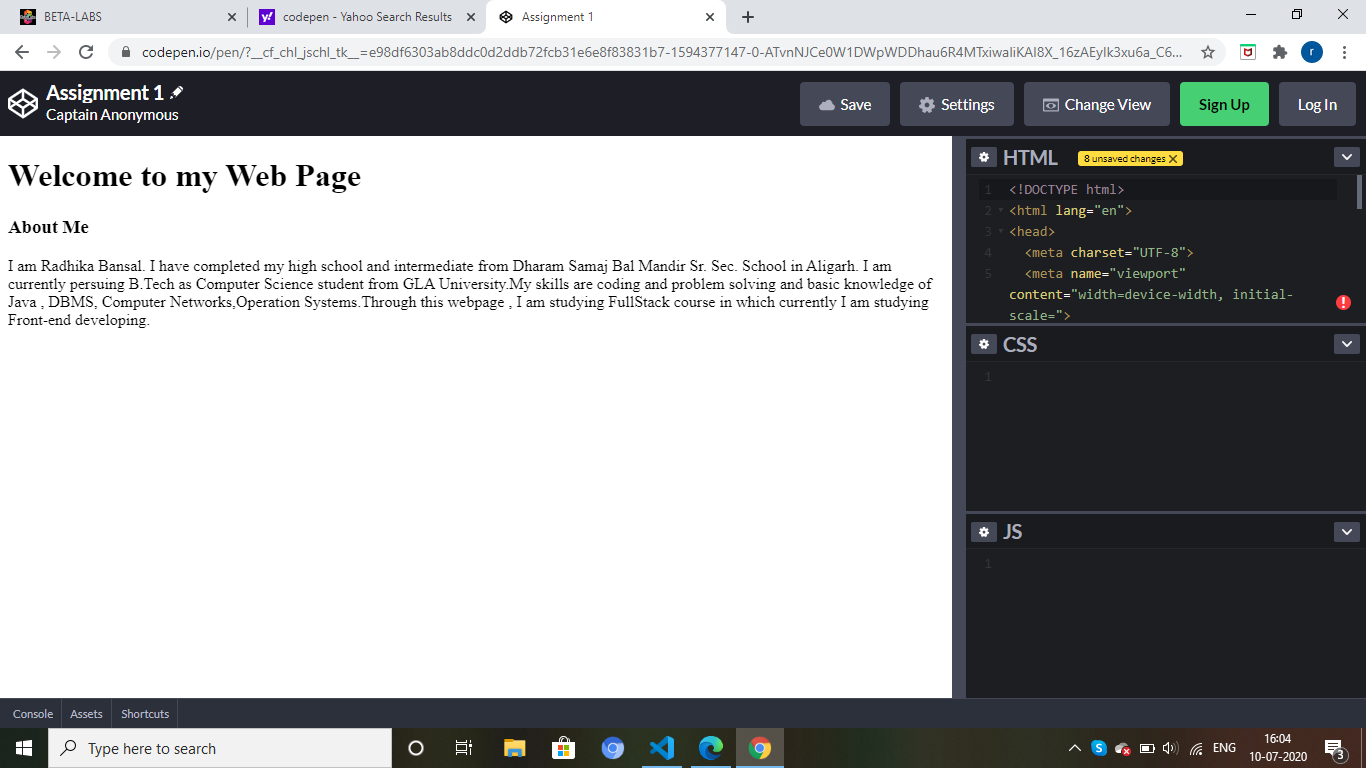 BETA-LABS
codepen - Yahoo Search Results
Assignment 1
codepen.io/pen/?__cf_chl_jschl_tk__=e98df6303ab8ddc0d2ddb72fcb31e6e8f83831b7-1594377147-0-ATvnNJCe0W1DWpWDDhau6R4MTxiwaIiKAl8X_16zAEylk3xu6a_C6...
r
Assignment 1
Captain Anonymous
Save
Settings
Change View
Sign Up
Log In
Welcome to my Web Page
About Me
I am Radhika Bansal. I have completed my high school and intermediate from Dharam Samaj Bal Mandir Sr. Sec. School in Aligarh. I am
currently persuing B.Tech as Computer Science student from GLA University.My skills are coding and problem solving and basic knowledge of
Java , DBMS, Computer Networks,Operation Systems.Through this webpage , I am studying FullStack course in which currently I am studying
Front-end developing.
HTML 8 unsaved changes X
1 <!DOCTYPE html>
2 <html lang="en">
3 <head>
4 <meta charset="UTF-8">
5 <meta name="viewport"
content="width=device-width, initial-
scale=">
CSS
1
JS
1
Console Assets Shortcuts
Type here to search
ENG
16:04
10-07-2020
3